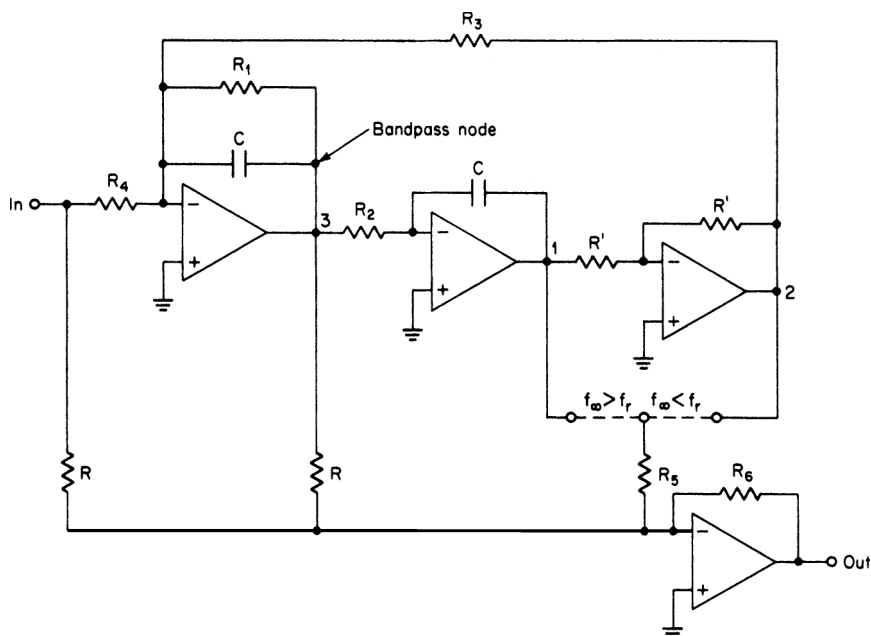 R3
R1
Bandpass node
C
In
R4
−
+
3
R2
C
−
+
1
R'
R'
−
+
2
f∞>fr
f∞<fr
R
R
R5
R6
−
+
Out